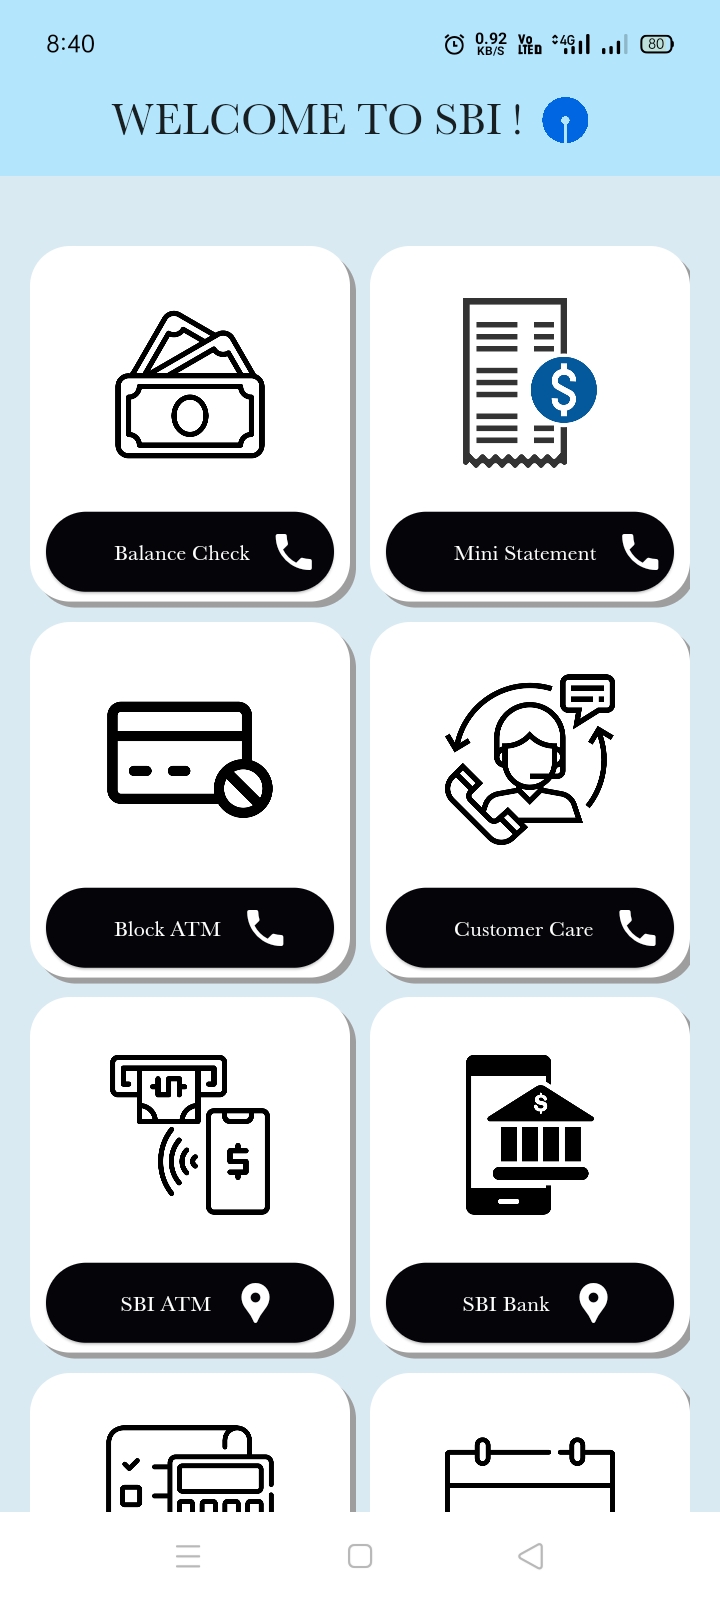 8:40
0.92
KB/S
Vo
LTED
4G
80
WELCOME TO SBI !
$
Balance Check
Mini Statement
Block ATM
Customer Care
$
$
SBI ATM
SBI Bank